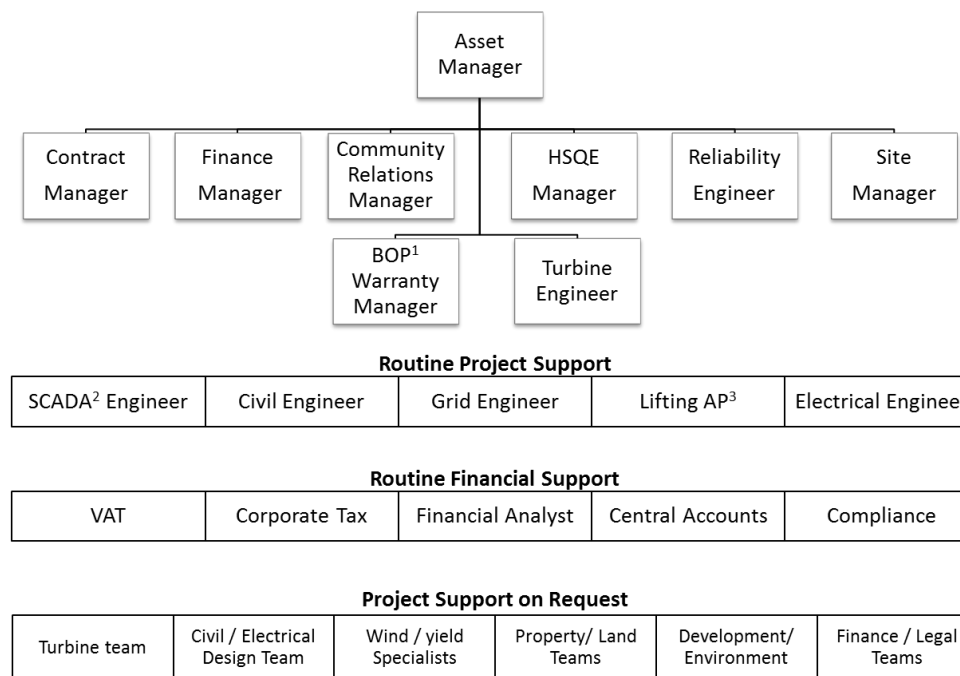 Asset
Manager
Contract
Manager
Finance
Manager
Community
Relations
Manager
HSQE
Manager
Reliability
Engineer
Site
Manager
BOP¹
Warranty
Manager
Turbine
Engineer
Routine Project Support
SCADA² Engineer
Civil Engineer
Grid Engineer
Lifting AP³
Electrical Enginee
Routine Financial Support
VAT
Corporate Tax
Financial Analyst
Central Accounts
Compliance
Project Support on Request
Turbine team
Civil / Electrical
Design Team
Wind / yield
Specialists
Property/ Land
Teams
Development/
Environment
Finance / Legal
Teams